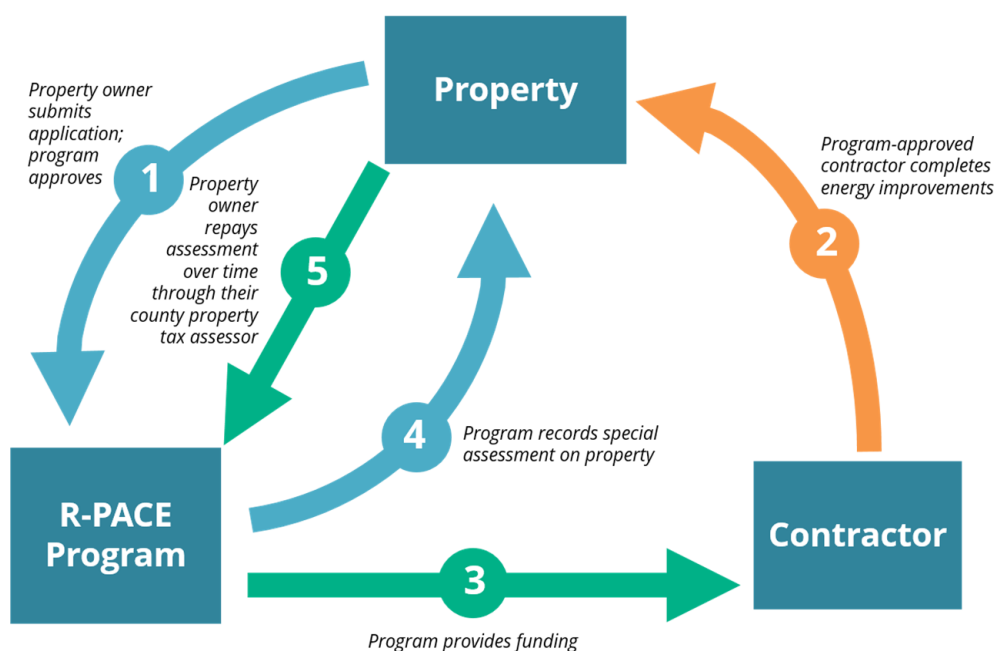 Property
Property owner
submits
application;
program
approves
1
Property
owner
repays
assessment
over time
through their
county property
tax assessor
5
Program-approved
contractor completes
energy improvements
2
4
Program records special
assessment on property
R-PACE
Program
Contractor
3
Program provides funding